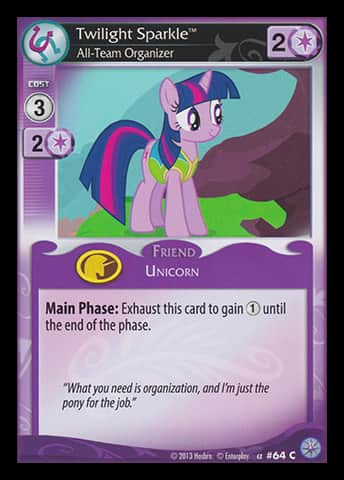 Twilight Sparkle™
All-Team Organizer
2
COST
3
2
FRIEND
UNICORN
Main Phase: Exhaust this card to gain 1 until
the end of the phase.
"What you need is organization, and I'm just the
pony for the job."
© 2013 Hasbro. © Enterplay. α #64 C